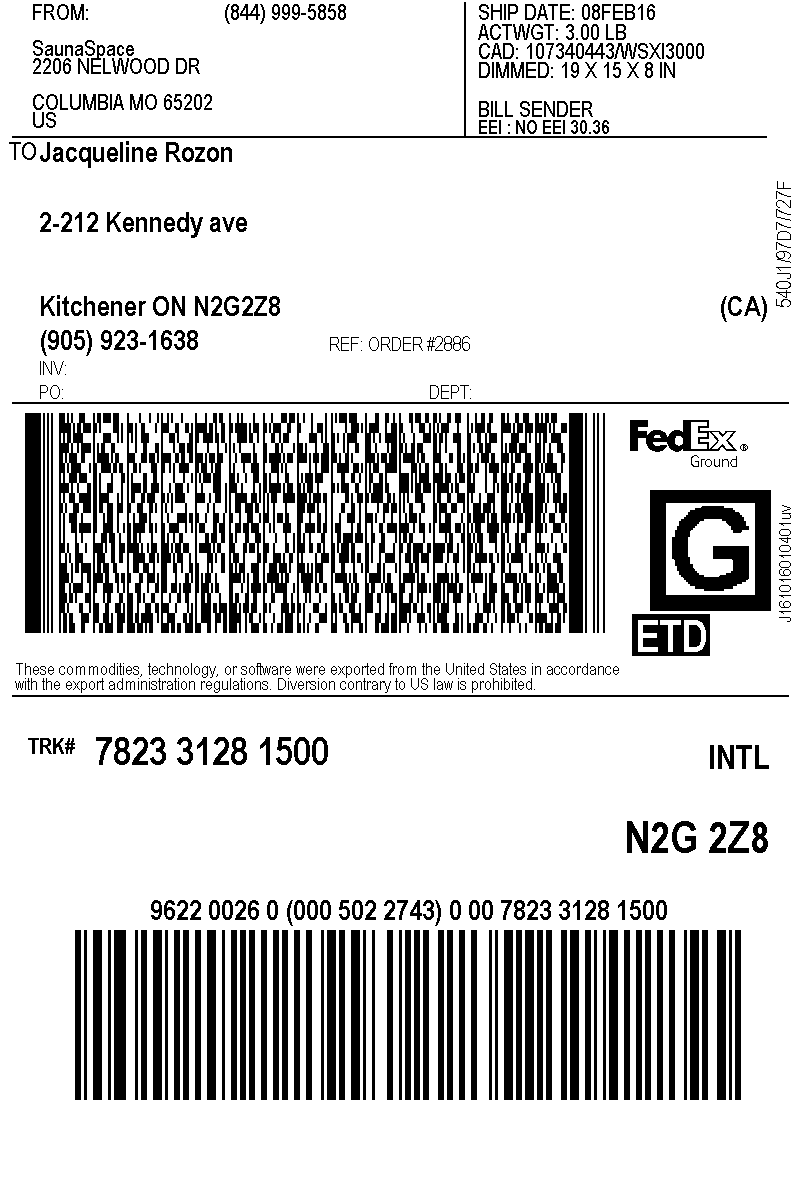 FROM: (844) 999-5858
SaunaSpace
2206 NELWOOD DR
COLUMBIA MO 65202
US
SHIP DATE: 08FEB16
ACTWGT: 3.00 LB
CAD: 107340443/WSXI3000
DIMMED: 19 X 15 X 8 IN
BILL SENDER
EEI : NO EEI 30.36
TO Jacqueline Rozon
2-212 Kennedy ave
Kitchener ON N2G2Z8 (CA)
(905) 923-1638 REF: ORDER #2886
INV:
PO: DEPT:
540J1/97D7/727F
FedEx®
Ground
G
ETD
J161016010401uv
These commodities, technology, or software were exported from the United States in accordance
with the export administration regulations. Diversion contrary to US law is prohibited.
TRK# 7823 3128 1500 INTL
N2G 2Z8
9622 0026 0 (000 502 2743) 0 00 7823 3128 1500